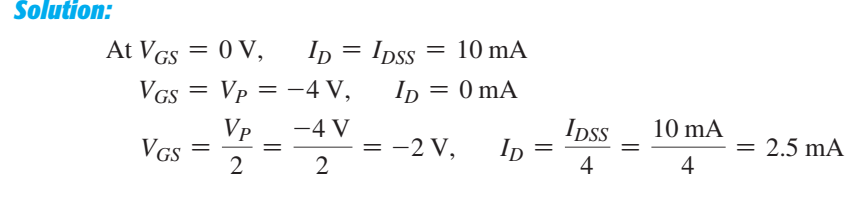 Solution:
At V_GS = 0 V, I_D = I_DSS = 10 mA
V_GS = V_P = −4 V, I_D = 0 mA
V_GS = V_P/2 = −4 V/2 = −2 V, I_D = I_DSS/4 = 10 mA/4 = 2.5 mA